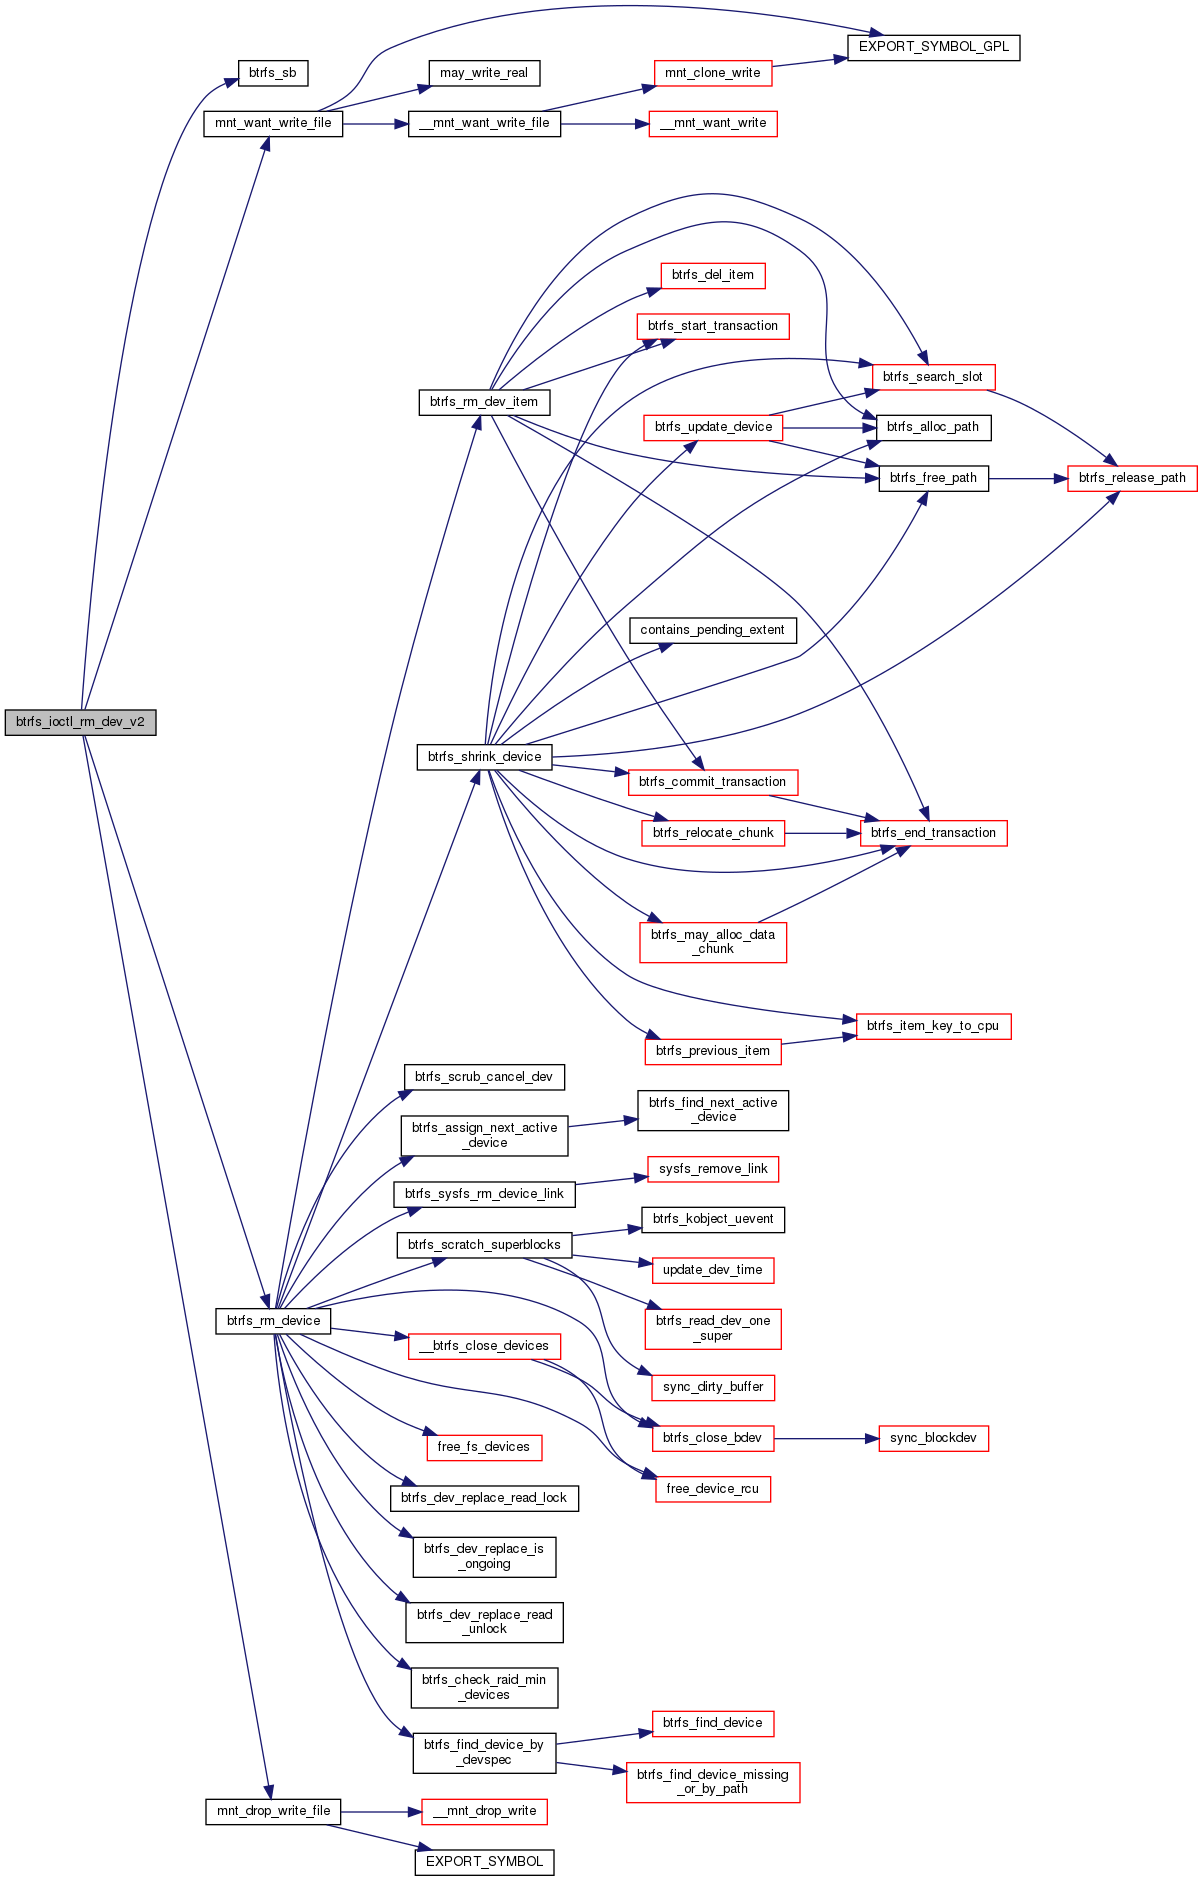 EXPORT_SYMBOL_GPL
btrfs_sb
may_write_real
mnt_clone_write
mnt_want_write_file
__mnt_want_write_file
__mnt_want_write
btrfs_del_item
btrfs_start_transaction
btrfs_search_slot
btrfs_rm_dev_item
btrfs_update_device
btrfs_alloc_path
btrfs_free_path
btrfs_release_path
contains_pending_extent
btrfs_ioctl_rm_dev_v2
btrfs_shrink_device
btrfs_commit_transaction
btrfs_relocate_chunk
btrfs_end_transaction
btrfs_may_alloc_data
_chunk
btrfs_item_key_to_cpu
btrfs_previous_item
btrfs_scrub_cancel_dev
btrfs_find_next_active
_device
btrfs_assign_next_active
_device
sysfs_remove_link
btrfs_sysfs_rm_device_link
btrfs_kobject_uevent
btrfs_scratch_superblocks
update_dev_time
btrfs_rm_device
btrfs_read_dev_one
_super
__btrfs_close_devices
sync_dirty_buffer
btrfs_close_bdev
sync_blockdev
free_fs_devices
free_device_rcu
btrfs_dev_replace_read_lock
btrfs_dev_replace_is
_ongoing
btrfs_dev_replace_read
_unlock
btrfs_check_raid_min
_devices
btrfs_find_device
btrfs_find_device_by
_devspec
btrfs_find_device_missing
_or_by_path
mnt_drop_write_file
__mnt_drop_write
EXPORT_SYMBOL